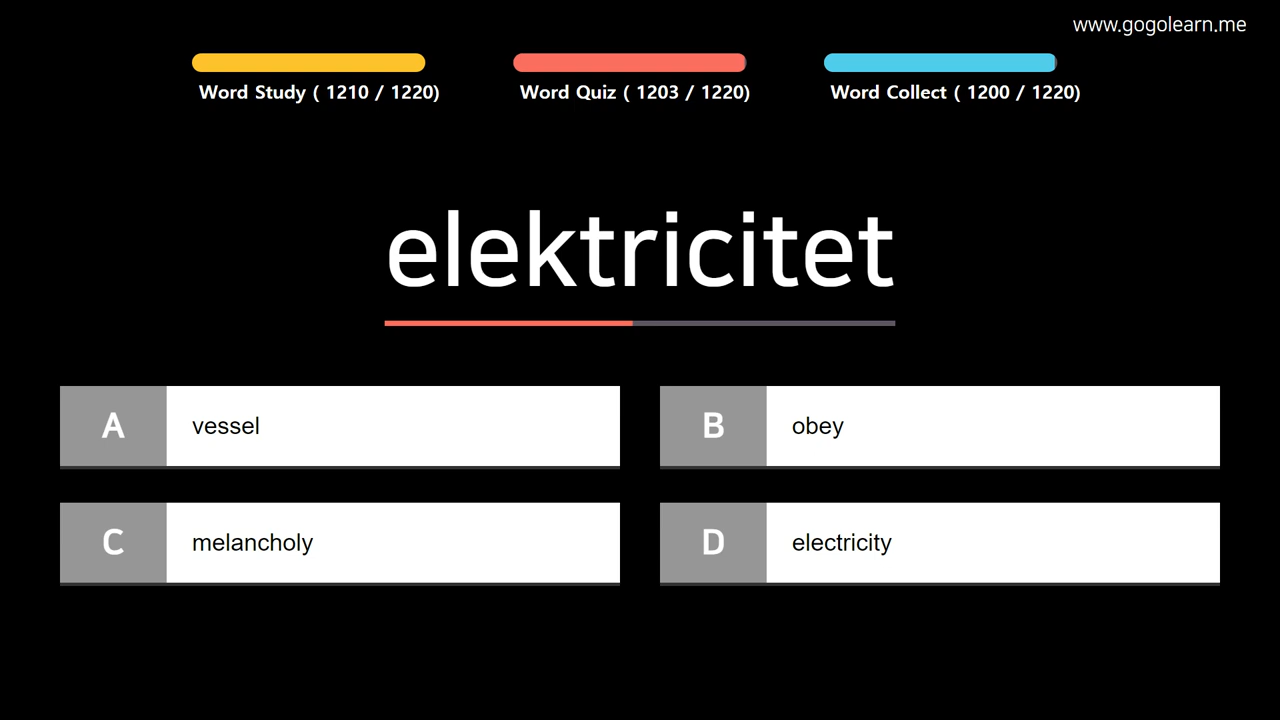 www.gogolearn.me
Word Study ( 1210 / 1220)
Word Quiz ( 1203 / 1220)
Word Collect ( 1200 / 1220)
elektricitet
A vessel
B obey
C melancholy
D electricity